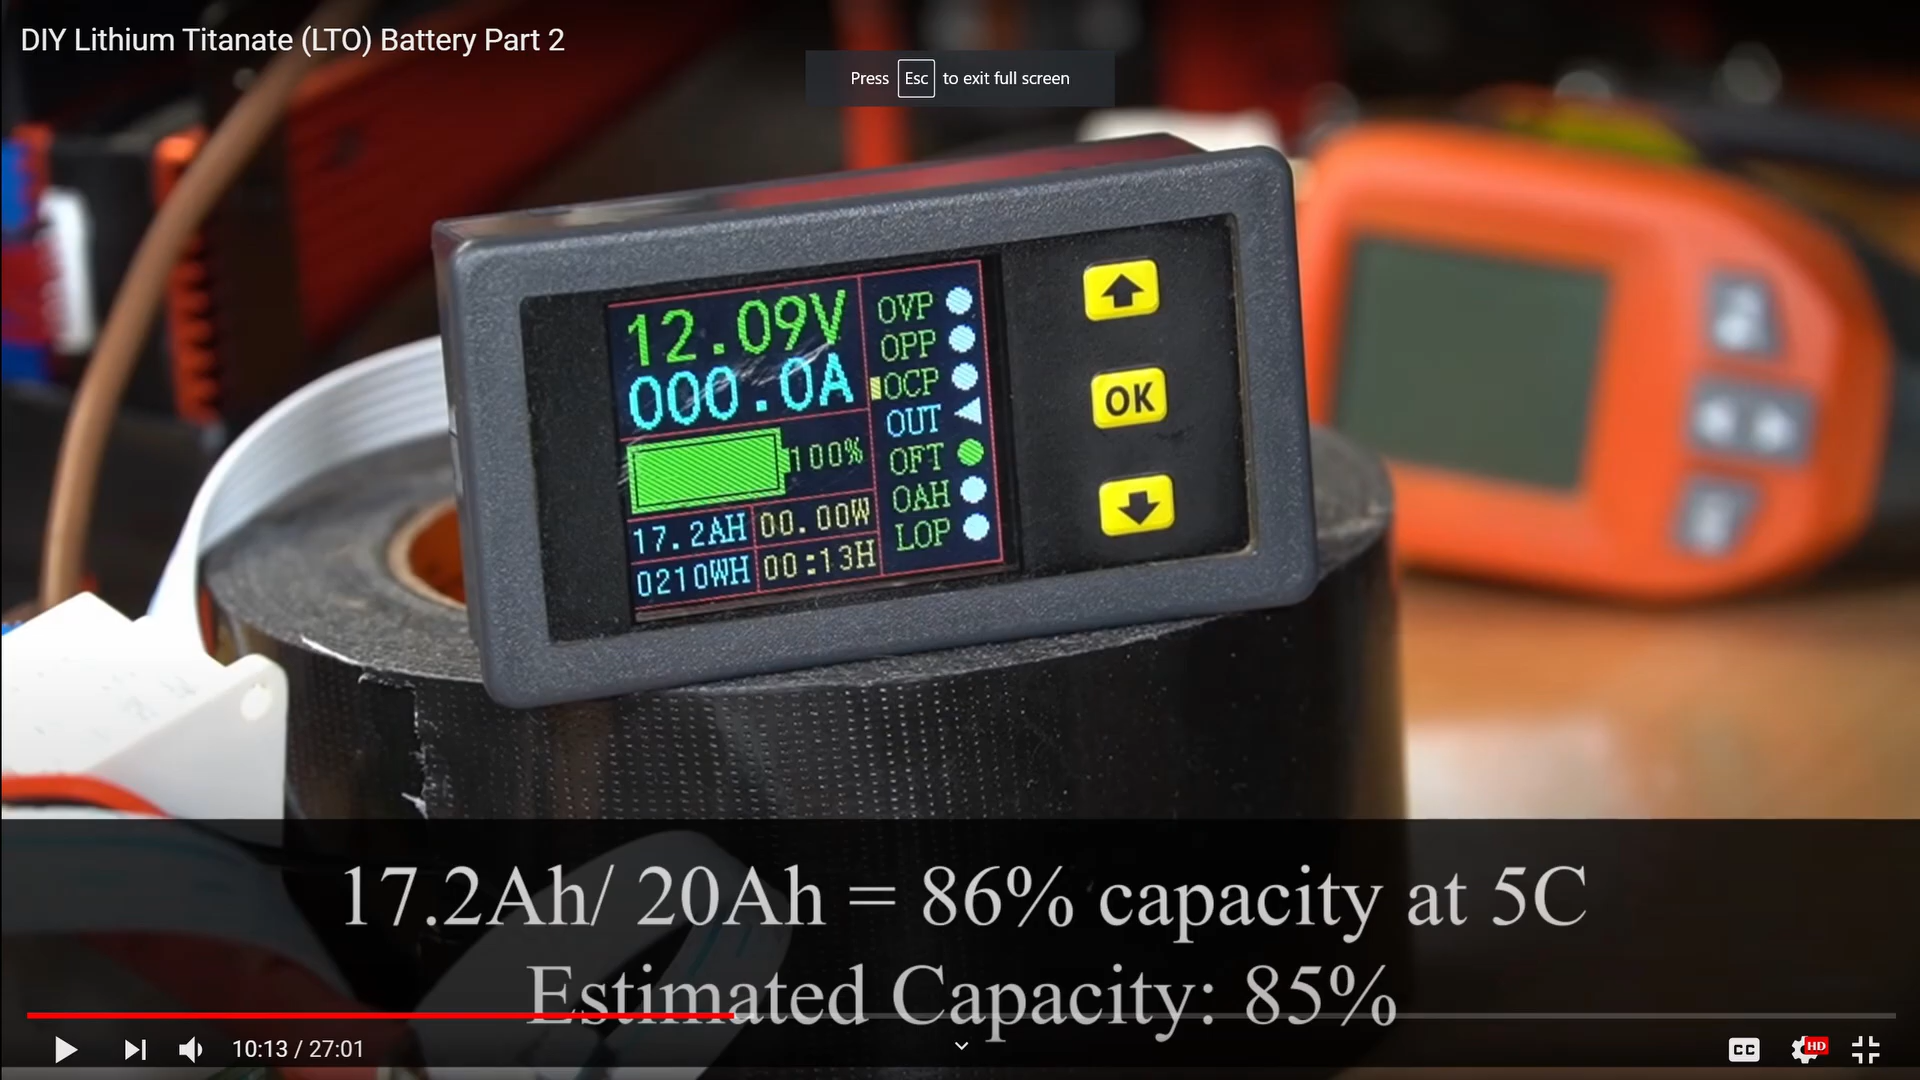 DIY Lithium Titanate (LTO) Battery Part 2
Press Esc to exit full screen
12.09V
000.0A
100%
17.2AH
00.00W
0210WH
00:13H
OVP
OPP
OCP
OUT
OFT
OAH
LOP
OK
17.2Ah/ 20Ah = 86% capacity at 5C
Estimated Capacity: 85%
10:13 / 27:01
CC
HD